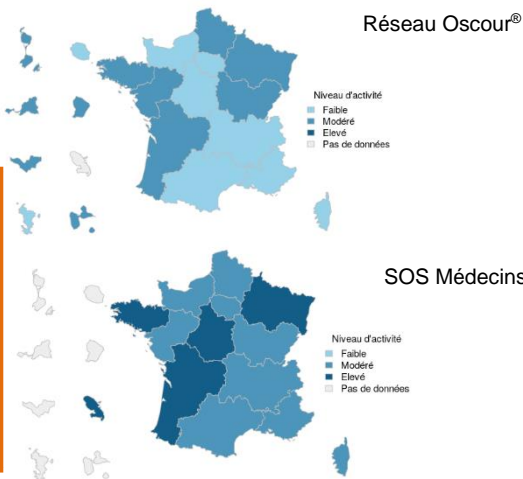 Réseau Oscour®
Niveau d'activité
Faible
Modéré
Elevé
Pas de données
SOS Médecins
Niveau d'activité
Faible
Modéré
Elevé
Pas de données